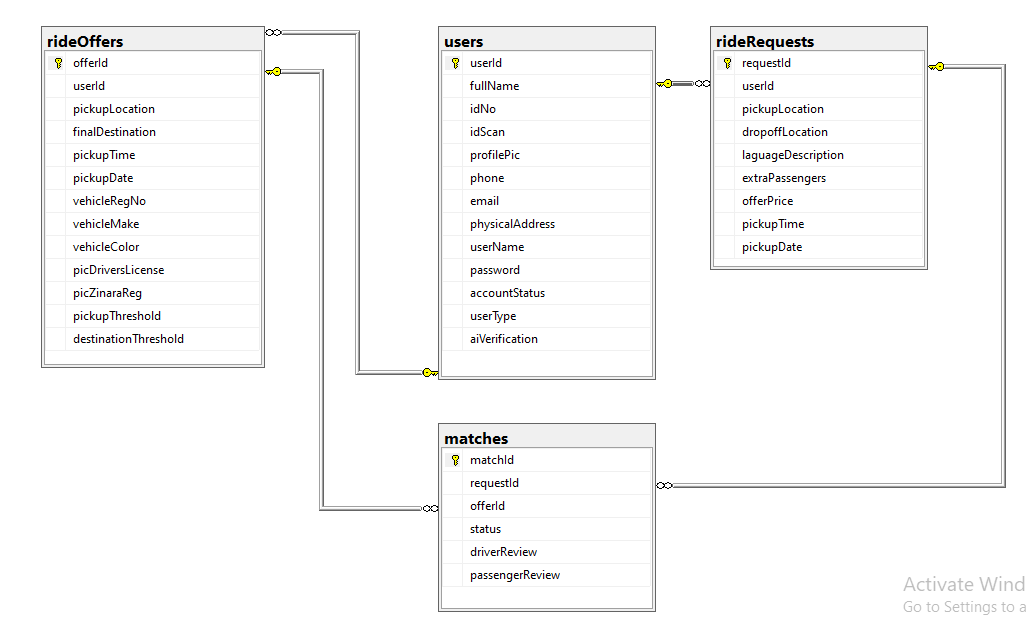 rideOffers
offerId
userId
pickupLocation
finalDestination
pickupTime
pickupDate
vehicleRegNo
vehicleMake
vehicleColor
picDriversLicense
picZinaraReg
pickupThreshold
destinationThreshold
users
userId
fullName
idNo
idScan
profilePic
phone
email
physicalAddress
userName
password
accountStatus
userType
aiVerification
rideRequests
requestId
userId
pickupLocation
dropoffLocation
laguageDescription
extraPassengers
offerPrice
pickupTime
pickupDate
matches
matchId
requestId
offerId
status
driverReview
passengerReview
Activate Wind
Go to Settings to a